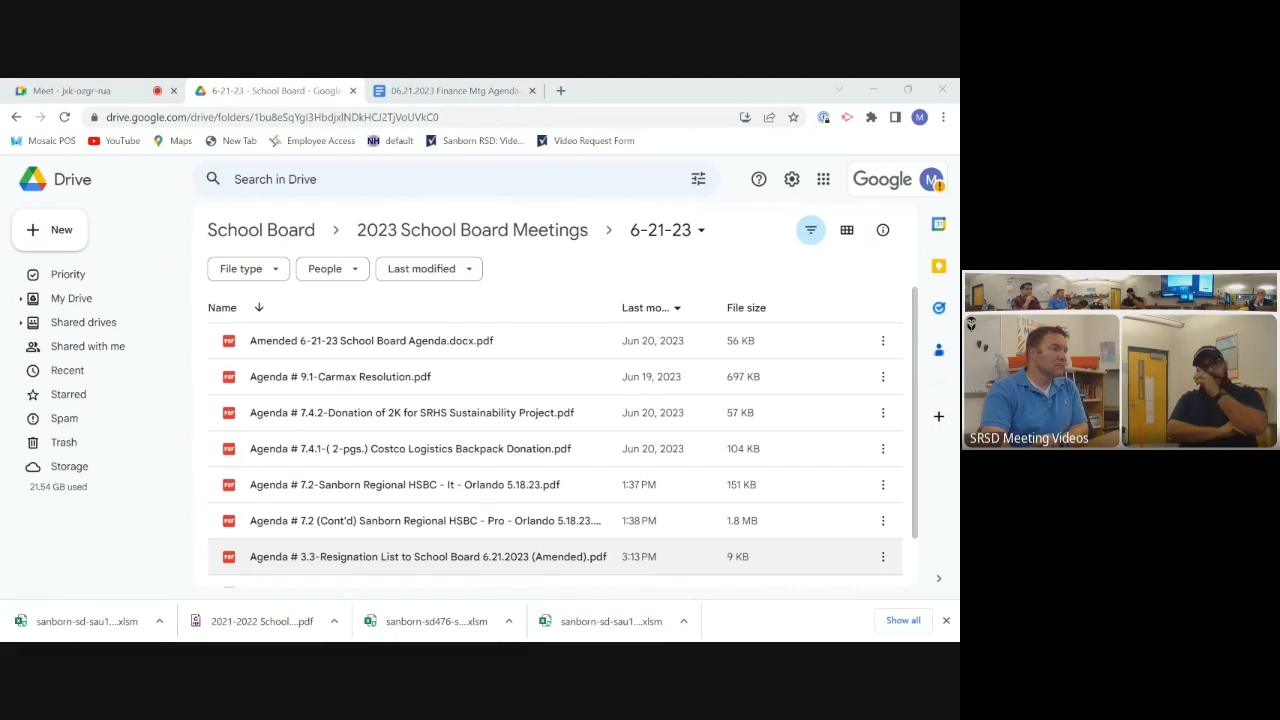 Meet - jxk-ozgr-rua
6-21-23 - School Board - Google
06.21.2023 Finance Mtg Agenda
drive.google.com/drive/folders/1bu8eSqYgI3HbdjxlNDkHCJ2TjVoUVkC0
Mosaic POS
YouTube
Maps
New Tab
Employee Access
NH default
Sanborn RSD: Vide...
Video Request Form
Drive
Search in Drive
Google
M
New
School Board > 2023 School Board Meetings > 6-21-23
File type
People
Last modified
Priority
My Drive
Shared drives
Shared with me
Recent
Starred
Spam
Trash
Storage
21.54 GB used
Name Last mo... File size
PDF Amended 6-21-23 School Board Agenda.docx.pdf Jun 20, 2023 56 KB
PDF Agenda # 9.1-Carmax Resolution.pdf Jun 19, 2023 697 KB
PDF Agenda # 7.4.2-Donation of 2K for SRHS Sustainability Project.pdf Jun 20, 2023 57 KB
PDF Agenda # 7.4.1-( 2-pgs.) Costco Logistics Backpack Donation.pdf Jun 20, 2023 104 KB
PDF Agenda # 7.2-Sanborn Regional HSBC - It - Orlando 5.18.23.pdf 1:37 PM 151 KB
PDF Agenda # 7.2 (Cont'd) Sanborn Regional HSBC - Pro - Orlando 5.18.23.... 1:38 PM 1.8 MB
PDF Agenda # 3.3-Resignation List to School Board 6.21.2023 (Amended).pdf 3:13 PM 9 KB
sanborn-sd-sau1....xlsm
2021-2022 School....pdf
sanborn-sd476-s....xlsm
sanborn-sd-sau1....xlsm
Show all
SRSD Meeting Videos